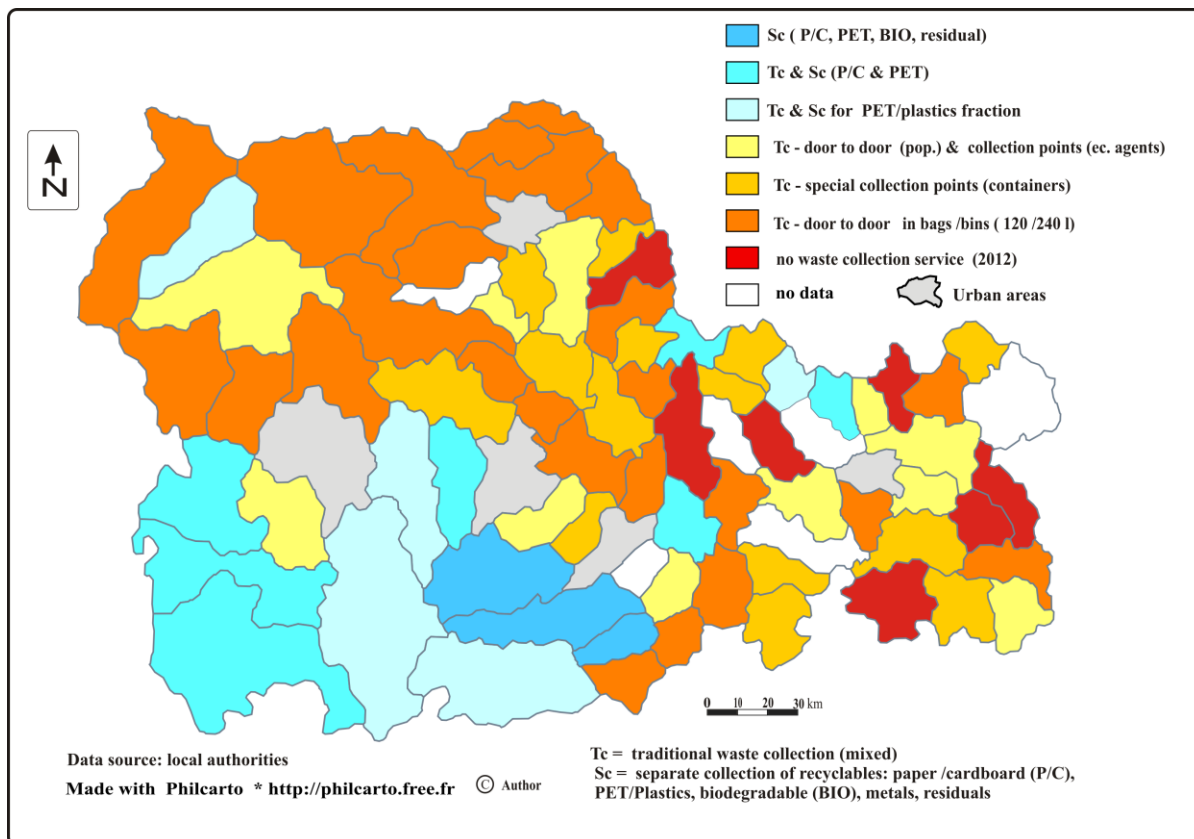 Sc ( P/C, PET, BIO, residual)
Tc & Sc (P/C & PET)
Tc & Sc for PET/plastics fraction
Tc - door to door (pop.) & collection points (ec. agents)
Tc - special collection points (containers)
Tc - door to door in bags /bins ( 120 /240 l)
no waste collection service (2012)
no data
Urban areas
N
0 10 20 30 km
Data source: local authorities
Made with Philcarto * http://philcarto.free.fr © Author
Tc = traditional waste collection (mixed)
Sc = separate collection of recyclables: paper /cardboard (P/C),
PET/Plastics, biodegradable (BIO), metals, residuals